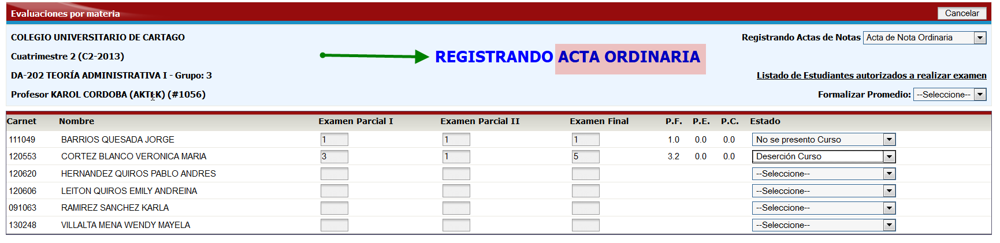 Evaluaciones por materia Cancelar
COLEGIO UNIVERSITARIO DE CARTAGO Registrando Actas de Notas Acta de Nota Ordinaria
Cuatrimestre 2 (C2-2013) REGISTRANDO ACTA ORDINARIA
DA-202 TEORÍA ADMINISTRATIVA I - Grupo: 3 Listado de Estudiantes autorizados a realizar examen
Profesor KAROL CORDOBA (#1056) Formalizar Promedio: --Seleccione--
Carnet Nombre Examen Parcial I Examen Parcial II Examen Final P.F. P.E. P.C. Estado
111049 BARRIOS QUESADA JORGE 1 1 1 1.0 0.0 0.0 No se presento Curso
120553 CORTEZ BLANCO VERONICA MARIA 3 1 5 3.2 0.0 0.0 Deserción Curso
120620 HERNANDEZ QUIROS PABLO ANDRES --Seleccione--
120606 LEITON QUIROS EMILY ANDREINA --Seleccione--
091063 RAMIREZ SANCHEZ KARLA --Seleccione--
130248 VILLALTA MENA WENDY MAYELA --Seleccione--